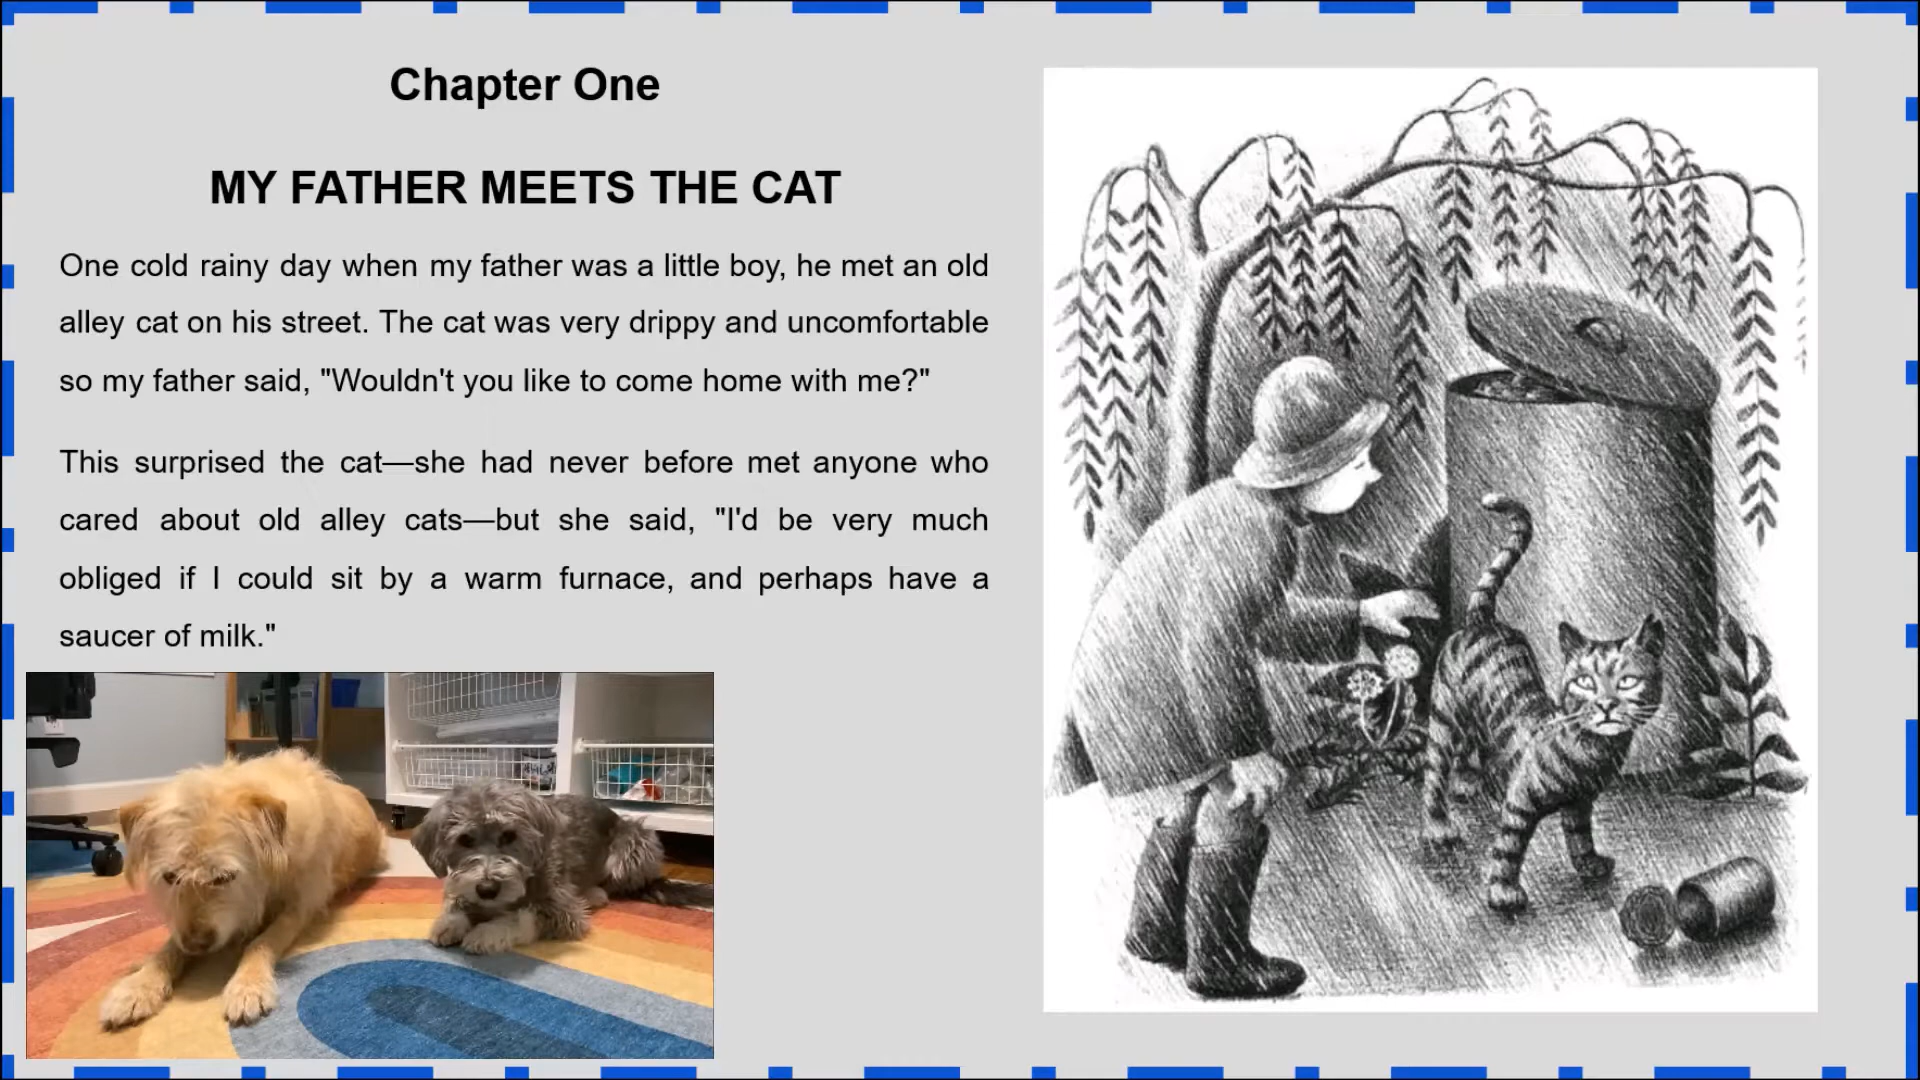 Chapter One
MY FATHER MEETS THE CAT
One cold rainy day when my father was a little boy, he met an old
alley cat on his street. The cat was very drippy and uncomfortable
so my father said, "Wouldn't you like to come home with me?"
This surprised the cat—she had never before met anyone who
cared about old alley cats—but she said, "I'd be very much
obliged if I could sit by a warm furnace, and perhaps have a
saucer of milk."